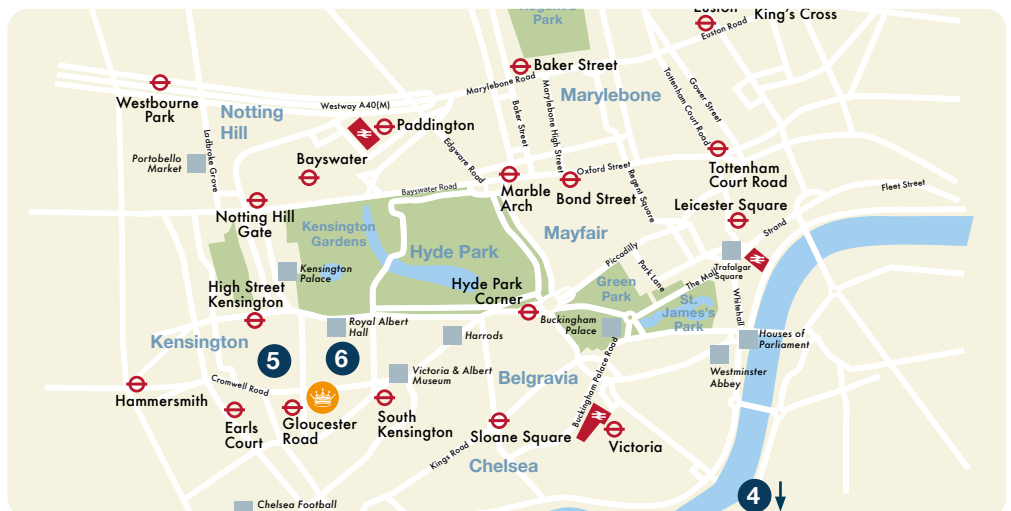 Regent's
Park
Euston
King's Cross
Euston Road
Baker Street
Marylebone Road
Marylebone
Tottenham Court Road
Gower Street
Westbourne
Park
Notting
Hill
Westway A40(M)
Paddington
Baker Street
Marylebone High Street
Edgware Road
Ladbroke Grove
Portobello
Market
Bayswater
Oxford Street
Tottenham
Court Road
Bayswater Road
Marble
Arch
Bond Street
Regent Square
Leicester Square
Fleet Street
Notting Hill
Gate
Kensington
Gardens
Hyde Park
Mayfair
Piccadilly
Park Lane
Strand
Trafalgar
Square
The Mall
Kensington
Palace
High Street
Kensington
Hyde Park
Corner
Green
Park
St.
James's
Park
Whitehall
Buckingham
Palace
Royal Albert
Hall
Harrods
Houses of
Parliament
Kensington
5
6
Victoria & Albert
Museum
Belgravia
Buckingham Palace Road
Westminster
Abbey
Cromwell Road
Hammersmith
Earls
Court
Gloucester
Road
South
Kensington
Sloane Square
Victoria
Kings Road
Chelsea
4
Chelsea Football